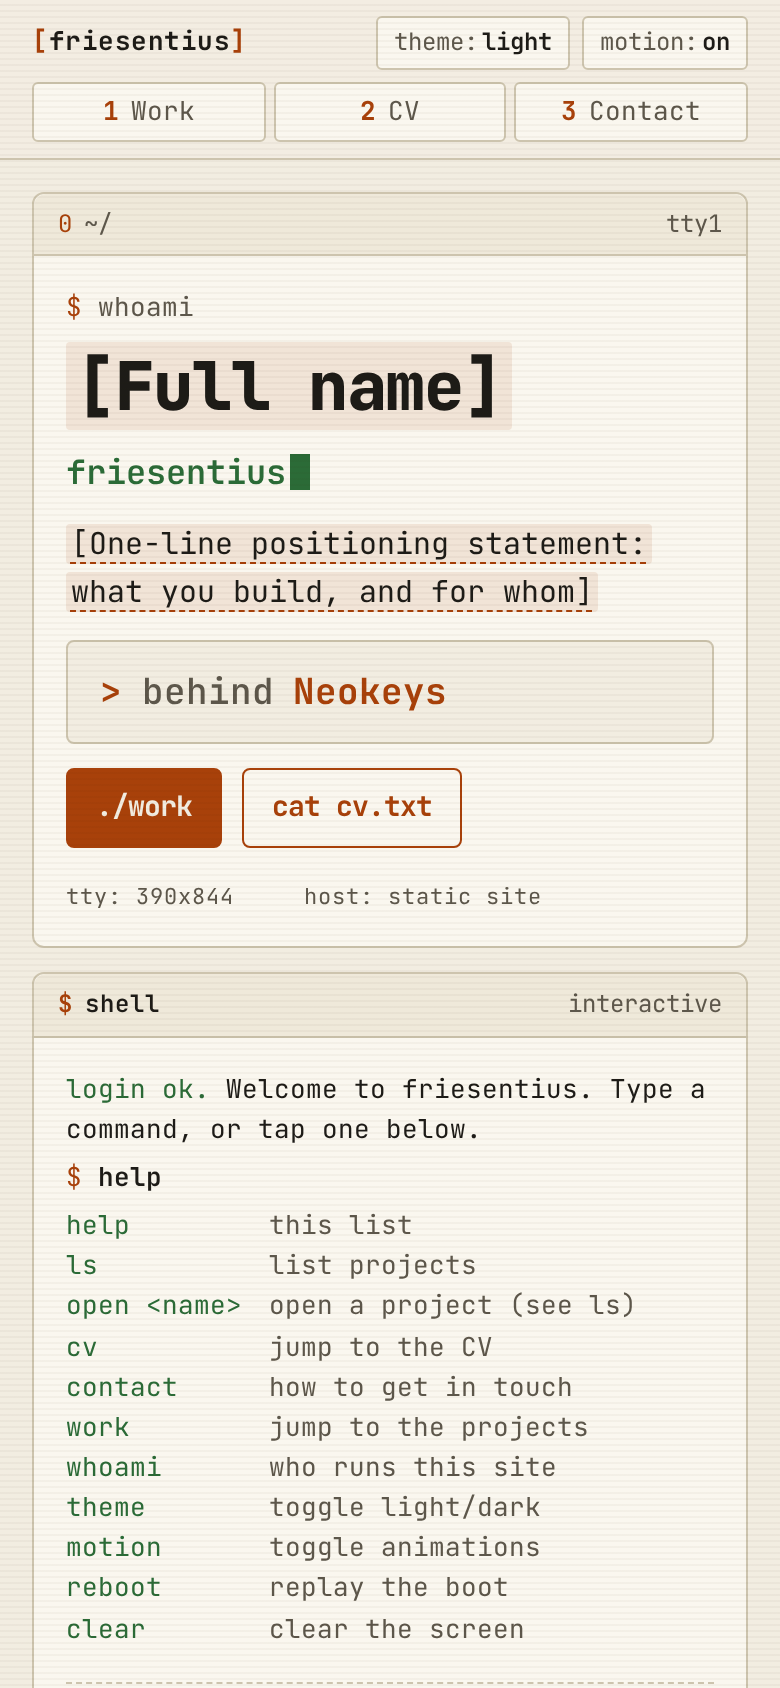 [friesentius]
theme: light
motion: on
1 Work
2 CV
3 Contact
0 ~/
tty1
$ whoami
[Full name]
friesentius
[One-line positioning statement:
what you build, and for whom]
> behind Neokeys
./work
cat cv.txt
tty: 390x844
host: static site
$ shell
interactive
login ok. Welcome to friesentius. Type a
command, or tap one below.
$ help
help this list
ls list projects
open <name> open a project (see ls)
cv jump to the CV
contact how to get in touch
work jump to the projects
whoami who runs this site
theme toggle light/dark
motion toggle animations
reboot replay the boot
clear clear the screen